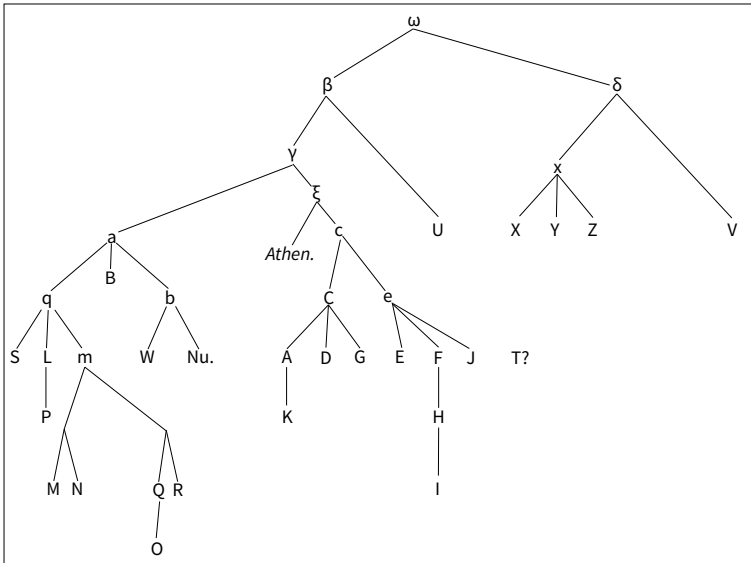 ω
β δ
γ
x
ξ
U X Y Z V
a c
Athen.
B
q b C e
S L m W Nu. A D G E F J T?
P K H
M N Q R I
O